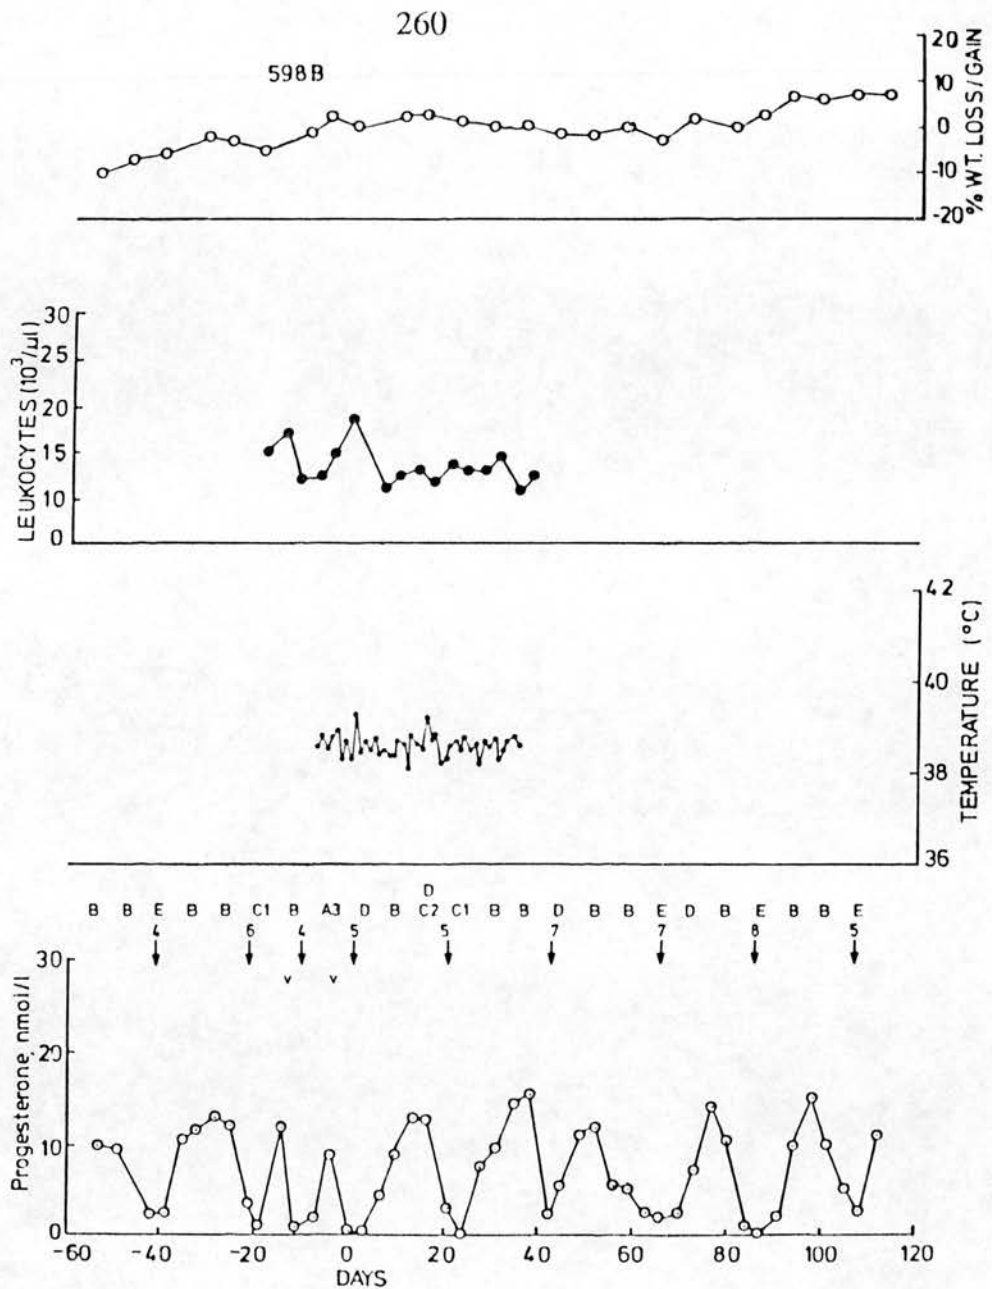 260
598B
20
10
0
-10
-20
% WT. LOSS/GAIN
30
25
20
15
10
0
LEUKOCYTES (10³/µl)
42
40
38
36
TEMPERATURE (°C)
D
B B E B B C1 B A3 D B C2 C1 B B D B B E D B E B B E
4 6 4 5 5 7 7 8 5
v v
30
20
10
0
Progesterone, nmol/l
-60 -40 -20 0 20 40 60 80 100 120
DAYS